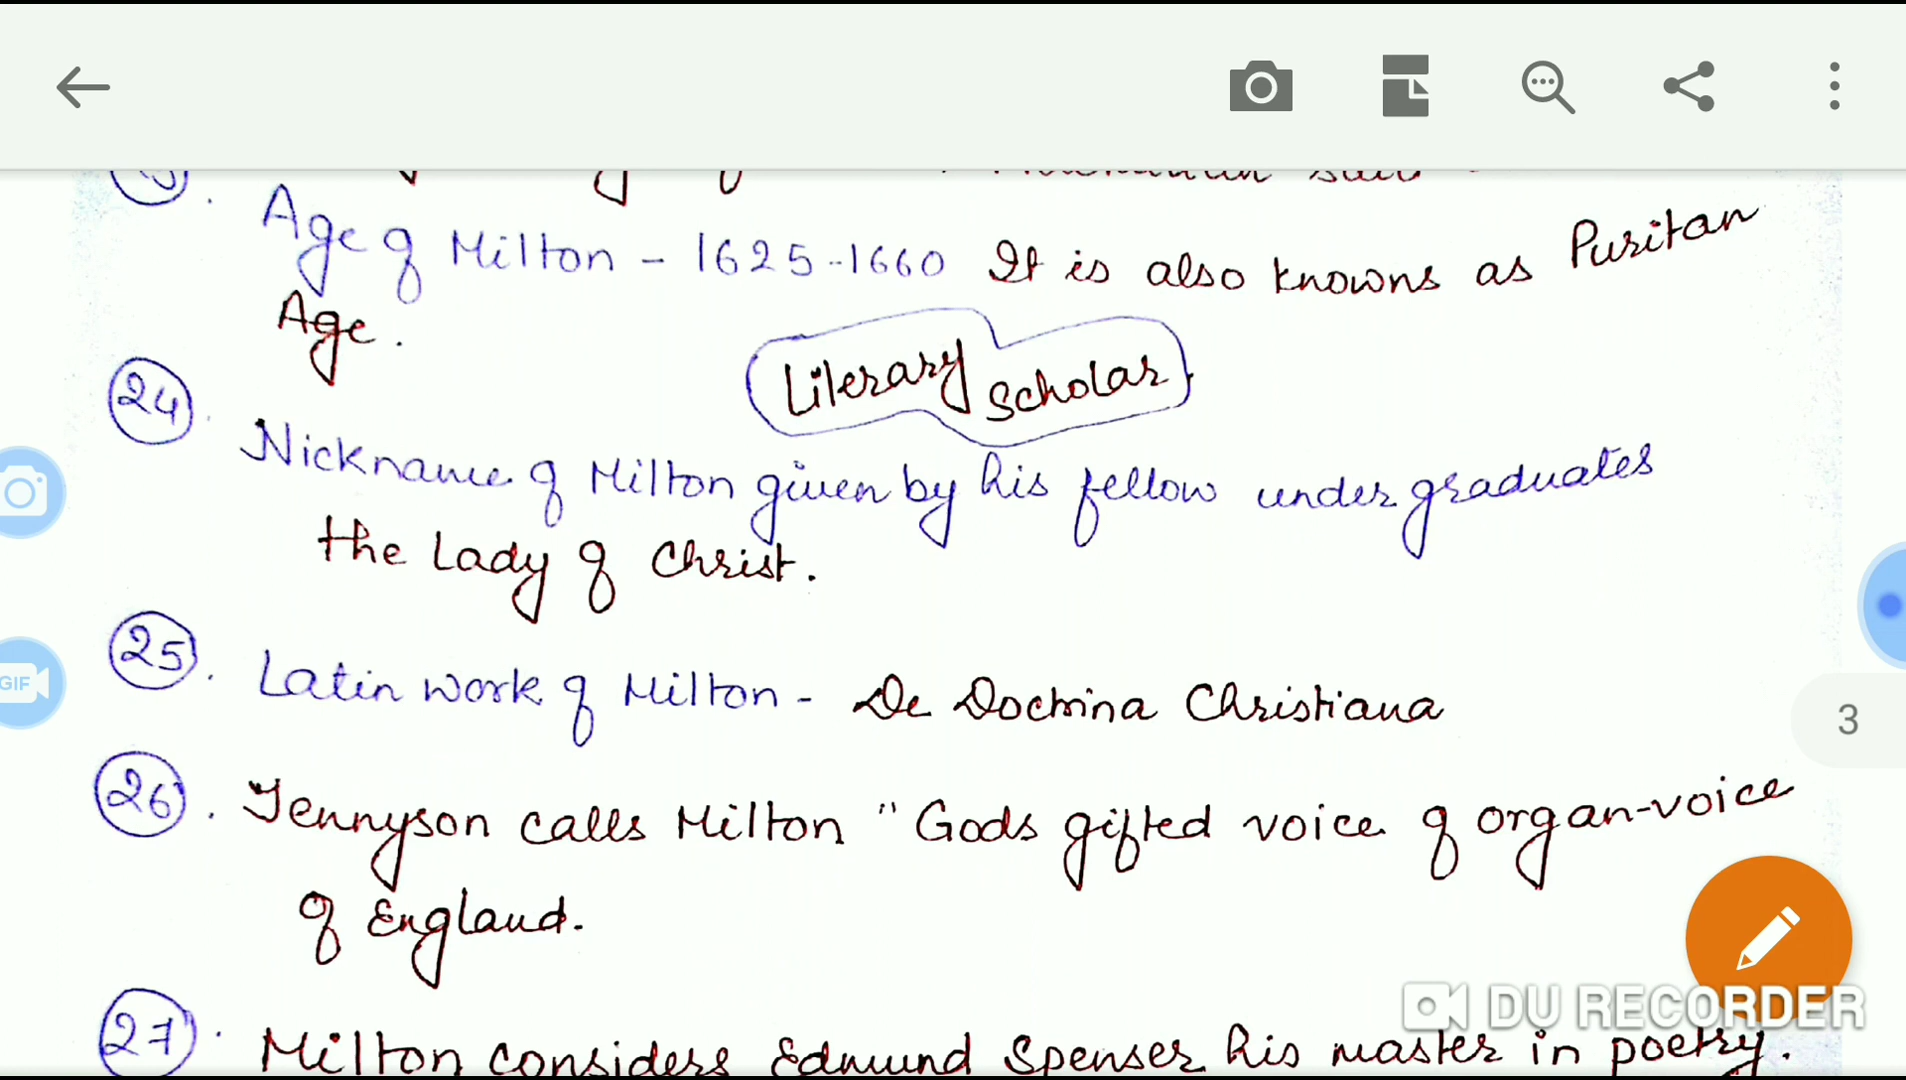 Age of Milton - 1625-1660 It is also knowns as Puritan
Age.
Literary Scholar
24.
Nickname of Milton given by his fellow undergraduates
the Lady of Christ.
25. Latin work of Milton - De Doctrina Christiana
26. Tennyson calls Milton "Gods gifted voice of organ-voice
of England.
27. Milton considers Edmund Spenser his master in poetry.
GIF
3
DU RECORDER